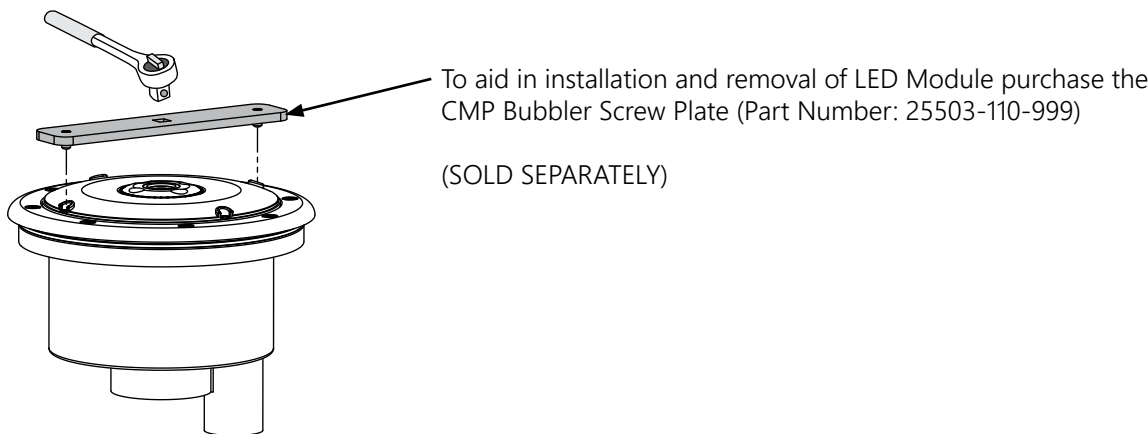 To aid in installation and removal of LED Module purchase the
CMP Bubbler Screw Plate (Part Number: 25503-110-999)
(SOLD SEPARATELY)